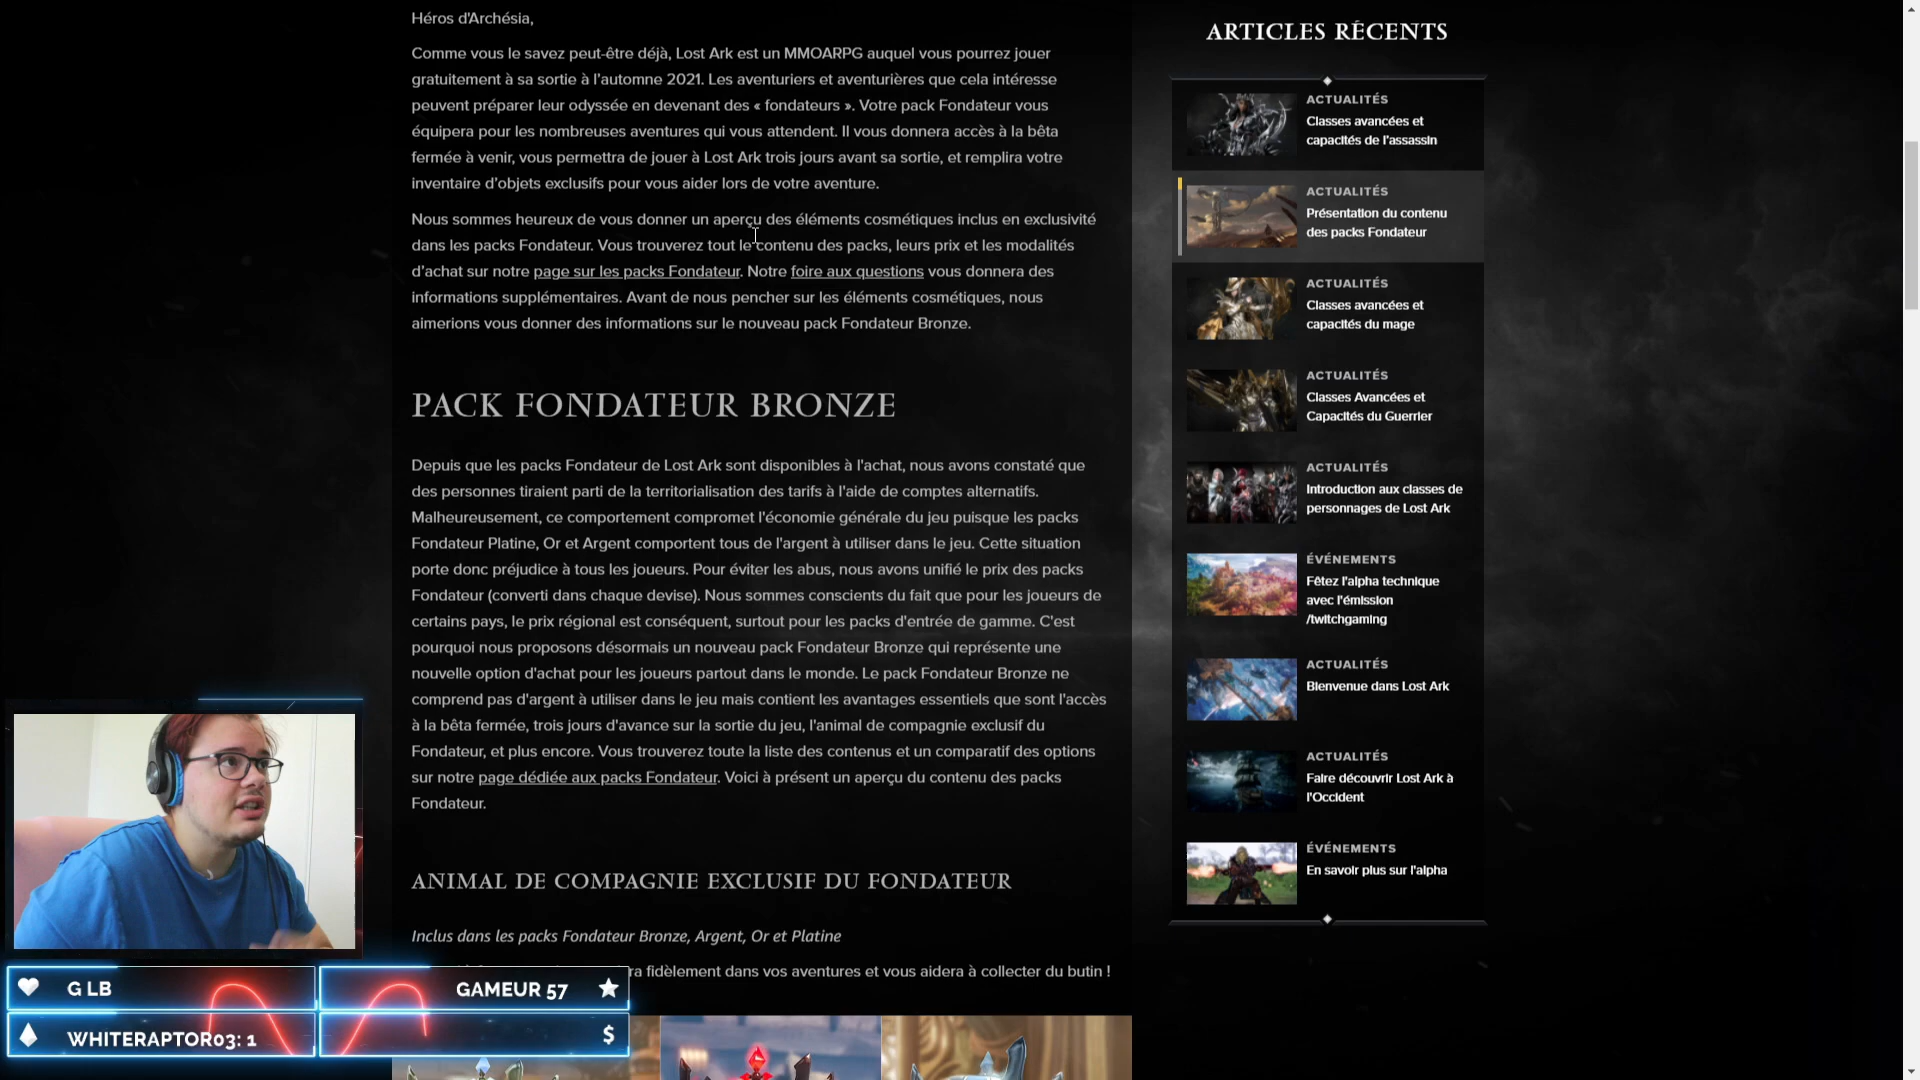 Héros d'Archésia,
Comme vous le savez peut-être déjà, Lost Ark est un MMOARPG auquel vous pourrez jouer
gratuitement à sa sortie à l'automne 2021. Les aventuriers et aventurières que cela intéresse
peuvent préparer leur odyssée en devenant des « fondateurs ». Votre pack Fondateur vous
équipera pour les nombreuses aventures qui vous attendent. Il vous donnera accès à la bêta
fermée à venir, vous permettra de jouer à Lost Ark trois jours avant sa sortie, et remplira votre
inventaire d'objets exclusifs pour vous aider lors de votre aventure.
Nous sommes heureux de vous donner un aperçu des éléments cosmétiques inclus en exclusivité
dans les packs Fondateur. Vous trouverez tout le contenu des packs, leurs prix et les modalités
d'achat sur notre page sur les packs Fondateur. Notre foire aux questions vous donnera des
informations supplémentaires. Avant de nous pencher sur les éléments cosmétiques, nous
aimerions vous donner des informations sur le nouveau pack Fondateur Bronze.
PACK FONDATEUR BRONZE
Depuis que les packs Fondateur de Lost Ark sont disponibles à l'achat, nous avons constaté que
des personnes tiraient parti de la territorialisation des tarifs à l'aide de comptes alternatifs.
Malheureusement, ce comportement compromet l'économie générale du jeu puisque les packs
Fondateur Platine, Or et Argent comportent tous de l'argent à utiliser dans le jeu. Cette situation
porte donc préjudice à tous les joueurs. Pour éviter les abus, nous avons unifié le prix des packs
Fondateur (converti dans chaque devise). Nous sommes conscients du fait que pour les joueurs de
certains pays, le prix régional est conséquent, surtout pour les packs d'entrée de gamme. C'est
pourquoi nous proposons désormais un nouveau pack Fondateur Bronze qui représente une
nouvelle option d'achat pour les joueurs partout dans le monde. Le pack Fondateur Bronze ne
comprend pas d'argent à utiliser dans le jeu mais contient les avantages essentiels que sont l'accès
à la bêta fermée, trois jours d'avance sur la sortie du jeu, l'animal de compagnie exclusif du
Fondateur, et plus encore. Vous trouverez toute la liste des contenus et un comparatif des options
sur notre page dédiée aux packs Fondateur. Voici à présent un aperçu du contenu des packs
Fondateur.
ANIMAL DE COMPAGNIE EXCLUSIF DU FONDATEUR
Inclus dans les packs Fondateur Bronze, Argent, Or et Platine
ra fidèlement dans vos aventures et vous aidera à collecter du butin !
ARTICLES RÉCENTS
ACTUALITÉS
Classes avancées et
capacités de l'assassin
ACTUALITÉS
Présentation du contenu
des packs Fondateur
ACTUALITÉS
Classes avancées et
capacités du mage
ACTUALITÉS
Classes Avancées et
Capacités du Guerrier
ACTUALITÉS
Introduction aux classes de
personnages de Lost Ark
ÉVÉNEMENTS
Fêtez l'alpha technique
avec l'émission
/twitchgaming
ACTUALITÉS
Bienvenue dans Lost Ark
ACTUALITÉS
Faire découvrir Lost Ark à
l'Occident
ÉVÉNEMENTS
En savoir plus sur l'alpha
G LB
GAMEUR 57
WHITERAPTOR03: 1
$